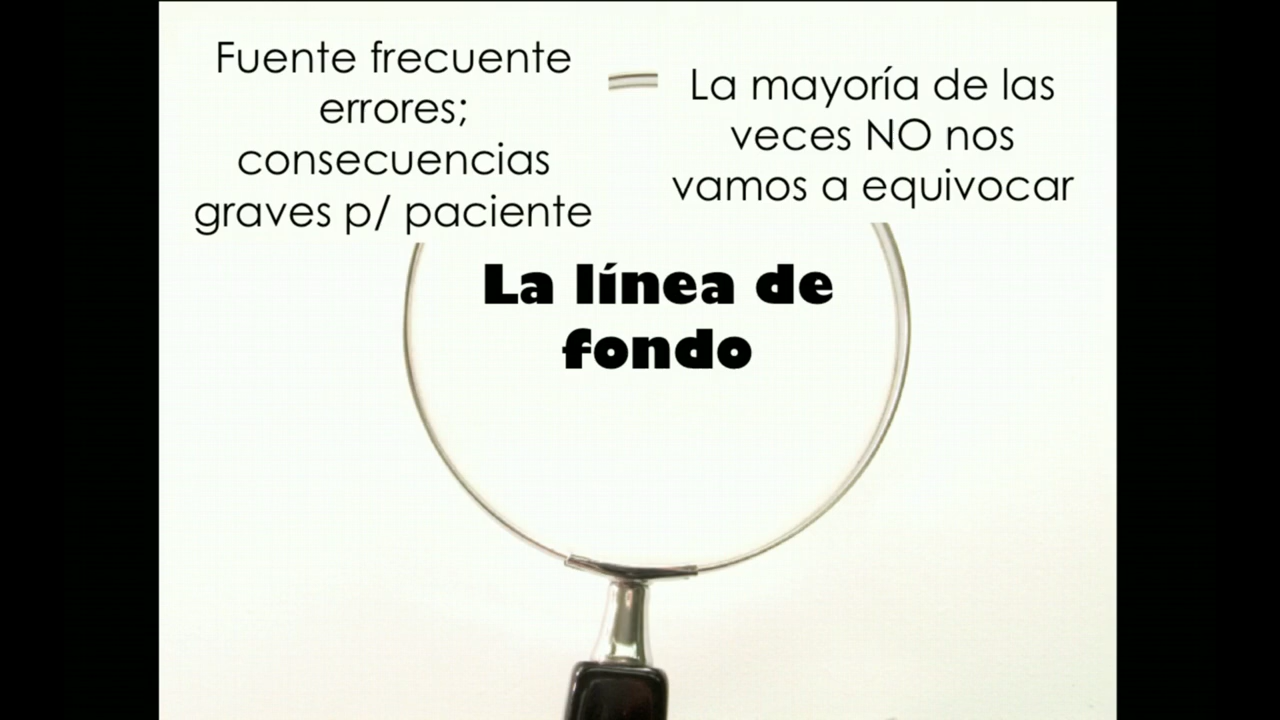 Fuente frecuente
errores;
consecuencias
graves p/ paciente
La mayoría de las
veces NO nos
vamos a equivocar
La línea de
fondo